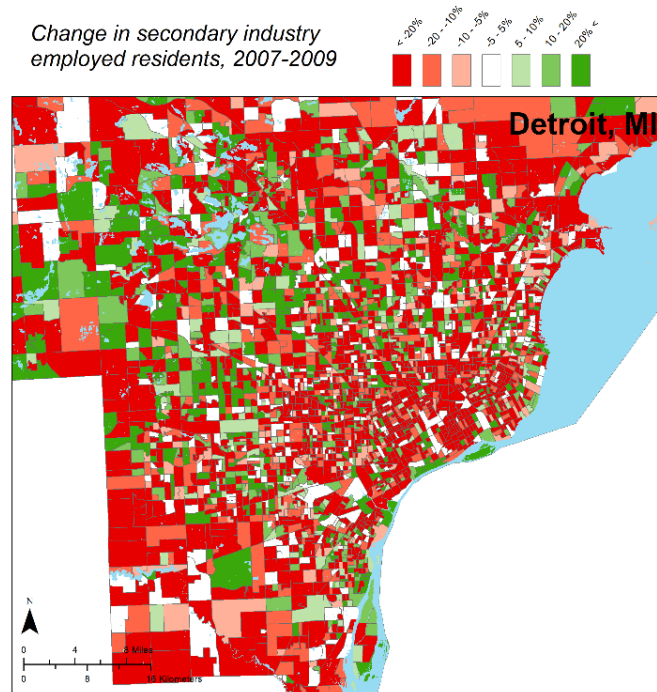 Change in secondary industry
employed residents, 2007-2009
< -20%
-20 - -10%
-10 - -5%
-5 - 5%
5 - 10%
10 - 20%
20% <
Detroit, MI
N
0 4 8 Miles
0 8 16 Kilometers